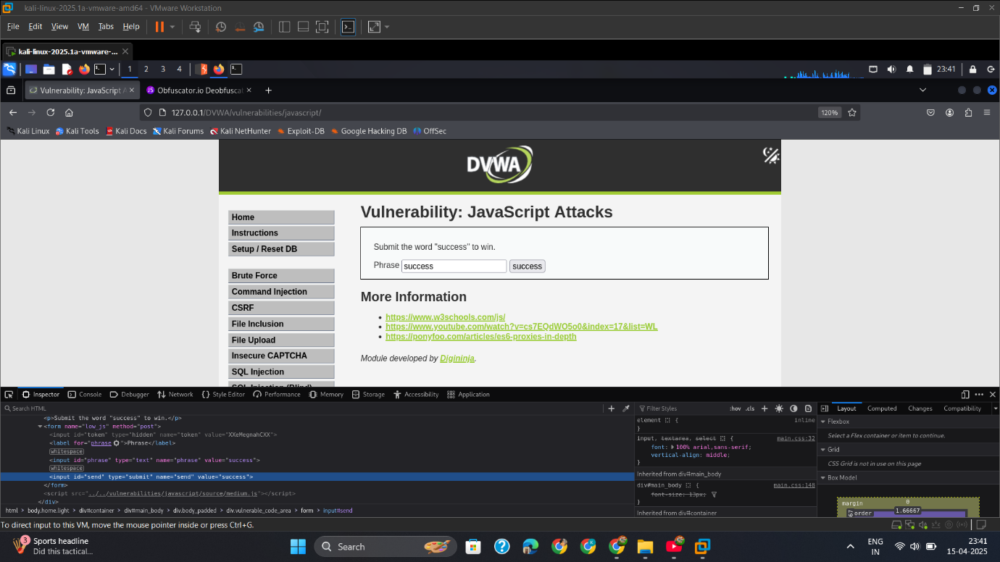 kali-linux-2025.1a-vmware-amd64 - VMware Workstation
File Edit View VM Tabs Help
kali-linux-2025.1a-vmware-...
1 2 3 4 23:41
Vulnerability: JavaScript A
JS Obfuscator.io Deobfuscat
127.0.0.1/DVWA/vulnerabilities/javascript/ 120%
Kali Linux Kali Tools Kali Docs Kali Forums Kali NetHunter Exploit-DB Google Hacking DB OffSec
DVWA
Home
Instructions
Setup / Reset DB
Brute Force
Command Injection
CSRF
File Inclusion
File Upload
Insecure CAPTCHA
SQL Injection
SQL Injection (Blind)
Vulnerability: JavaScript Attacks
Submit the word "success" to win.
Phrase success success
More Information
• https://www.w3schools.com/js/
• https://www.youtube.com/watch?v=cs7EQdWO5o0&index=17&list=WL
• https://ponyfoo.com/articles/es6-proxies-in-depth
Module developed by Digininja.
Inspector Console Debugger Network Style Editor Performance Memory Storage Accessibility Application
Search HTML
<p>Submit the word "success" to win.</p>
<form name="low_js" method="post">
<input id="token" type="hidden" name="token" value="XXeMegnahCXX">
<label for="phrase">Phrase</label>
whitespace
<input id="phrase" type="text" name="phrase" value="success">
whitespace
<input id="send" type="submit" name="send" value="success">
</form>
<script src="../../vulnerabilities/javascript/source/medium.js"></script>
</div>
html body.home.light div#container div#main_body div.body_padded div.vulnerable_code_area form input#send
Filter Styles :hov .cls
element { inline
}
input, textarea, select { main.css:32
font: 100% arial,sans-serif;
vertical-align: middle;
}
Inherited from div#main_body
div#main_body { main.css:148
font-size: 13px;
}
Inherited from div#container
Layout Computed Changes Compatibility
Flexbox
Select a Flex container or item to continue.
Grid
CSS Grid is not in use on this page
Box Model
margin 0
border 1.66667
To direct input to this VM, move the mouse pointer inside or press Ctrl+G.
3
Sports headline
Did this tactical...
Search
ENG
IN
23:41
15-04-2025